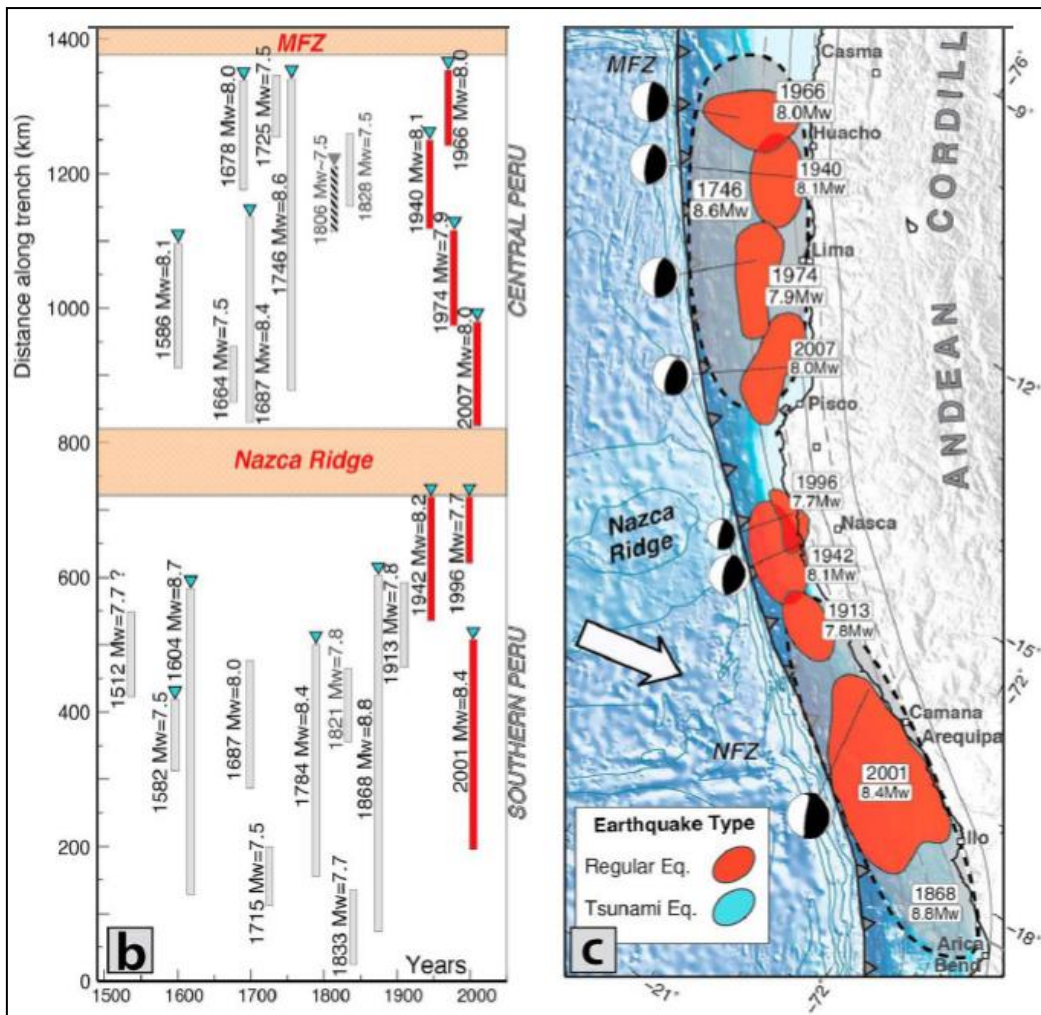 Distance along trench (km)
1400
1200
1000
800
600
400
200
0
MFZ
1586 Mw=8.1
1664 Mw=7.5
1678 Mw=8.0
1687 Mw=8.4
1725 Mw=7.5
1746 Mw=8.6
1806 Mw~7.5
1828 Mw=7.5
1940 Mw=8.1
1974 Mw=7.9
1966 Mw=8.0
2007 Mw=8.0
CENTRAL PERU
Nazca Ridge
1512 Mw=7.7 ?
1582 Mw=7.5
1604 Mw=8.7
1687 Mw=8.0
1715 Mw=7.5
1784 Mw=8.4
1821 Mw=7.8
1833 Mw=7.7
1868 Mw=8.8
1913 Mw=7.8
1942 Mw=8.2
1996 Mw=7.7
2001 Mw=8.4
SOUTHERN PERU
b
Years
1500
1600
1700
1800
1900
2000
MFZ
Casma
-76°
-9°
1966
8.0Mw
Huacho
1940
8.1Mw
1746
8.6Mw
Lima
1974
7.9Mw
2007
8.0Mw
-12°
Pisco
ANDEAN CORDILL
1996
7.7Mw
Nasca
Nazca
Ridge
1942
8.1Mw
1913
7.8Mw
-15°
-72°
Camana
Arequipa
NFZ
2001
8.4Mw
Ilo
Earthquake Type
Regular Eq.
Tsunami Eq.
1868
8.8Mw
Arica
Bend
-18°
c
-21°
-72°